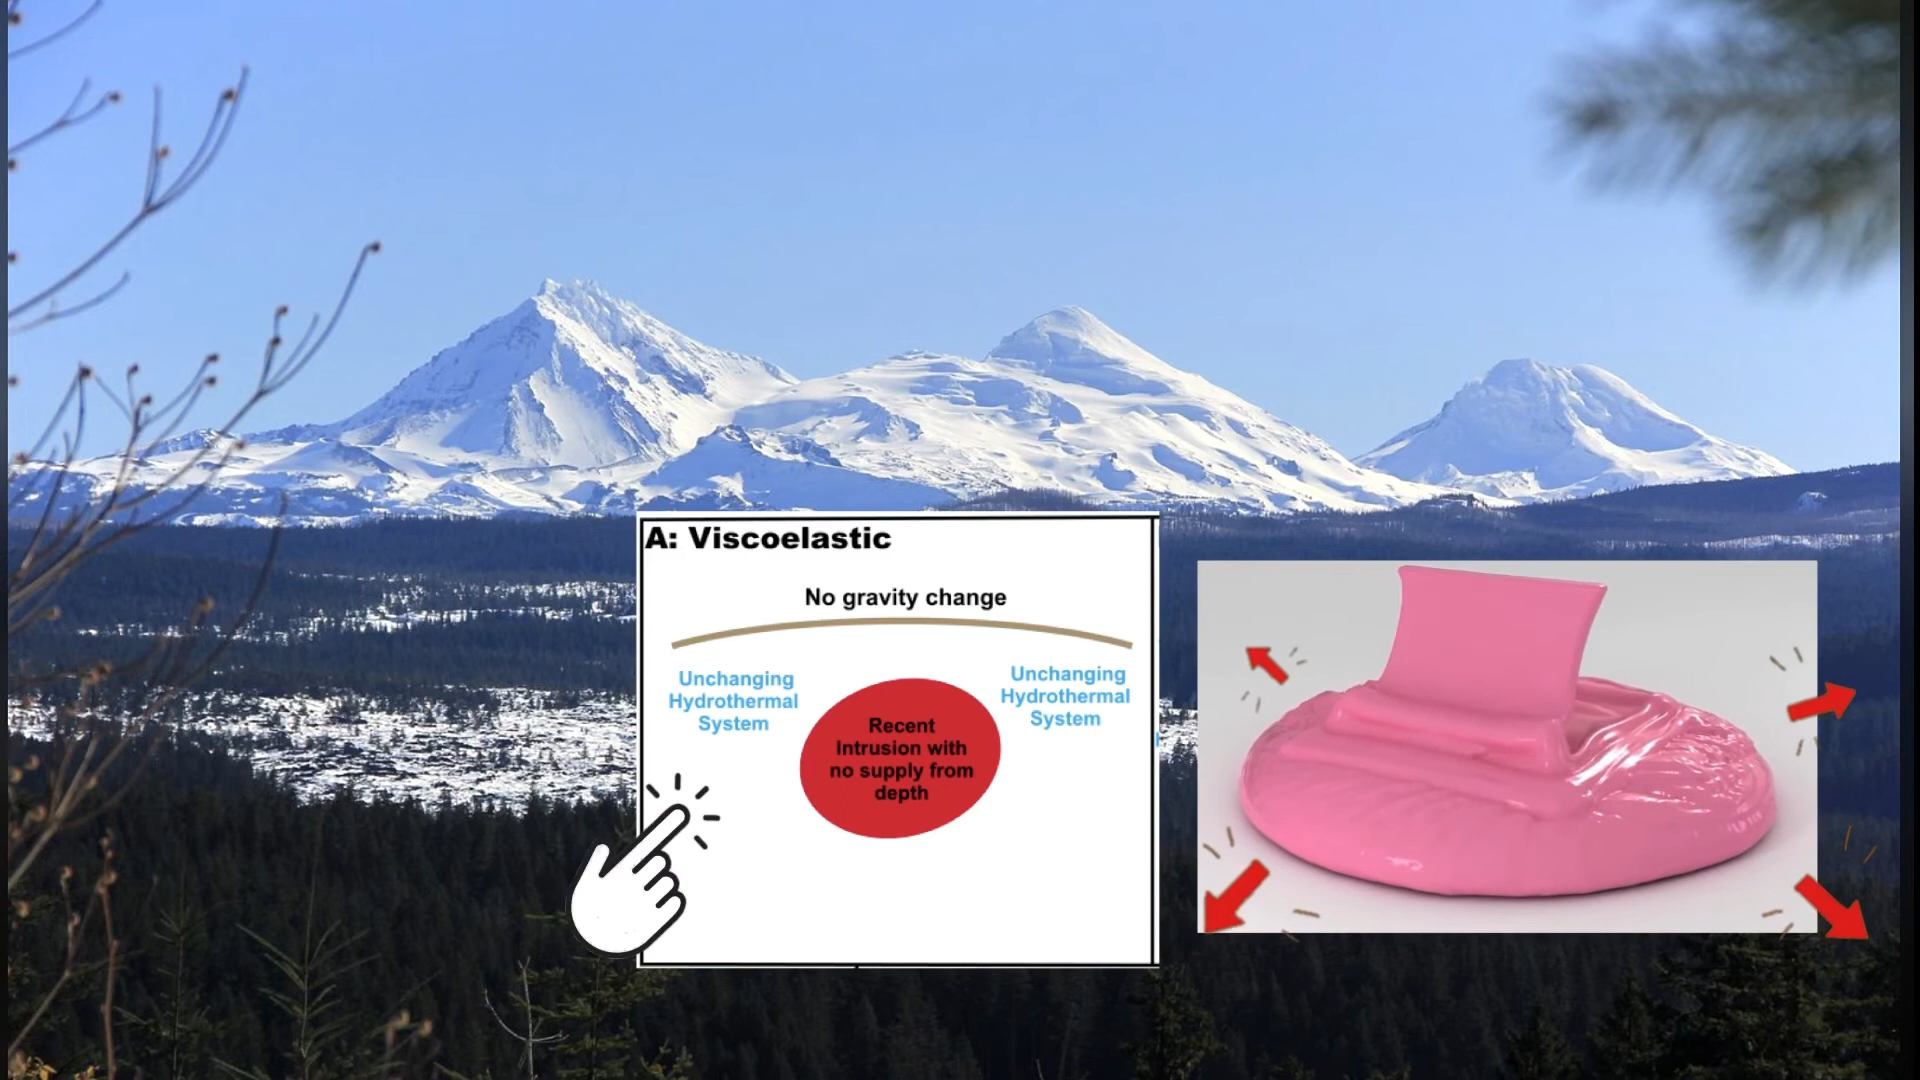 A: Viscoelastic
No gravity change
Unchanging
Hydrothermal
System
Unchanging
Hydrothermal
System
Recent
Intrusion with
no supply from
depth